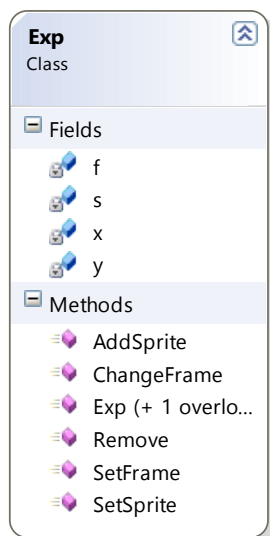 Exp
Class
Fields
f
s
x
y
Methods
AddSprite
ChangeFrame
Exp (+ 1 overlo...
Remove
SetFrame
SetSprite